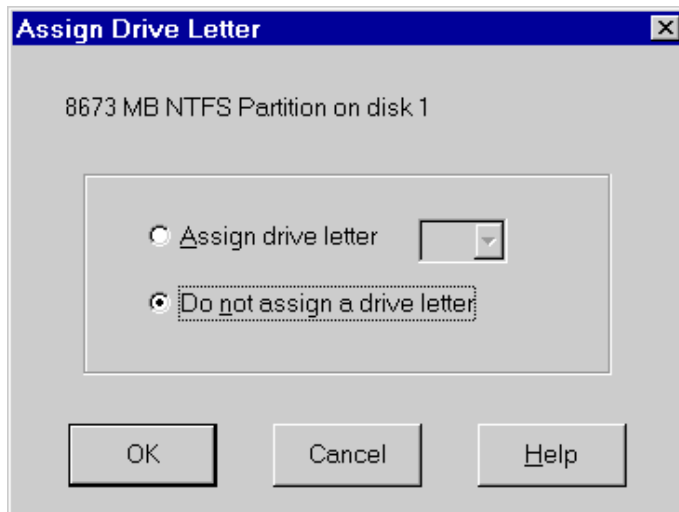 Assign Drive Letter
8673 MB NTFS Partition on disk 1
Assign drive letter
Do not assign a drive letter
OK Cancel Help